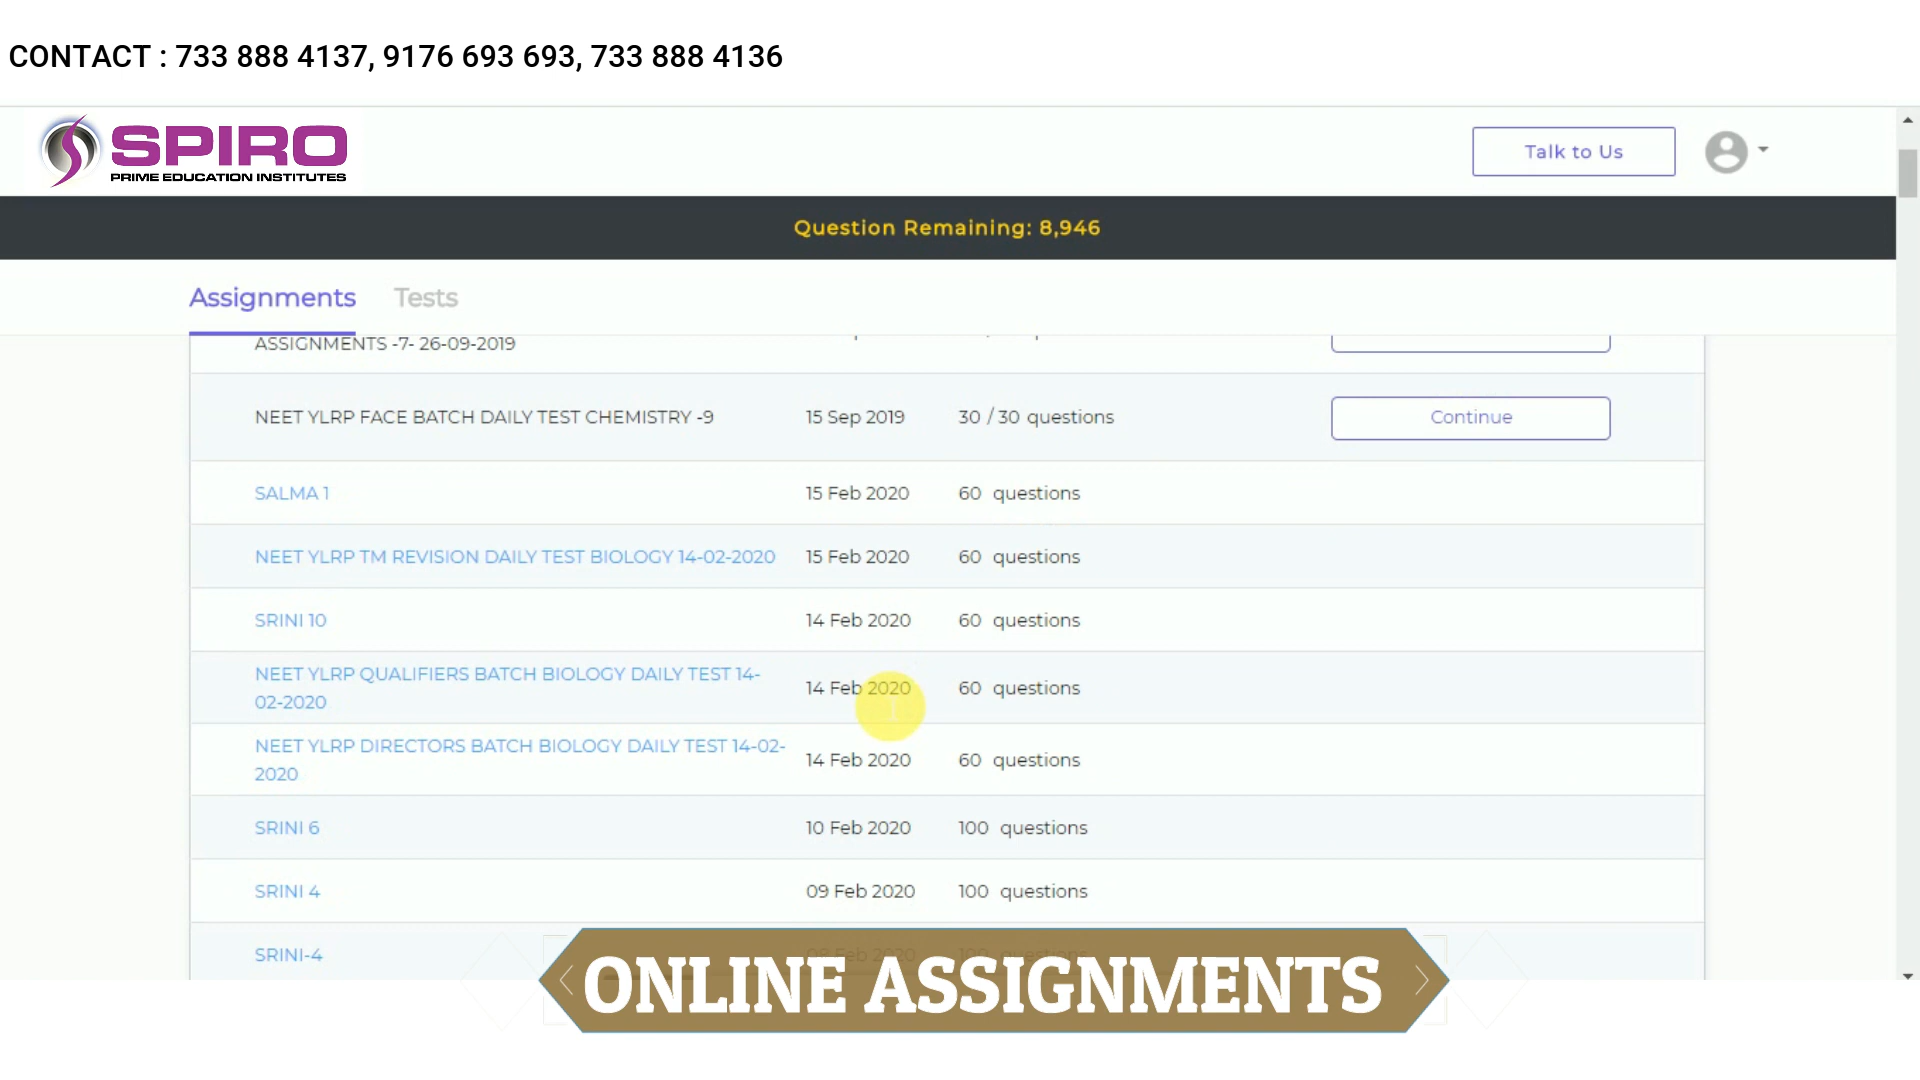 CONTACT : 733 888 4137, 9176 693 693, 733 888 4136
SPIRO
PRIME EDUCATION INSTITUTES
Talk to Us
Question Remaining: 8,946
Assignments Tests
ASSIGNMENTS -7- 26-09-2019
NEET YLRP FACE BATCH DAILY TEST CHEMISTRY -9 15 Sep 2019 30 / 30 questions Continue
SALMA 1 15 Feb 2020 60 questions
NEET YLRP TM REVISION DAILY TEST BIOLOGY 14-02-2020 15 Feb 2020 60 questions
SRINI 10 14 Feb 2020 60 questions
NEET YLRP QUALIFIERS BATCH BIOLOGY DAILY TEST 14-
02-2020
14 Feb 2020 60 questions
NEET YLRP DIRECTORS BATCH BIOLOGY DAILY TEST 14-02-
2020
14 Feb 2020 60 questions
SRINI 6 10 Feb 2020 100 questions
SRINI 4 09 Feb 2020 100 questions
SRINI-4 08 Feb 2020 100 questions
ONLINE ASSIGNMENTS